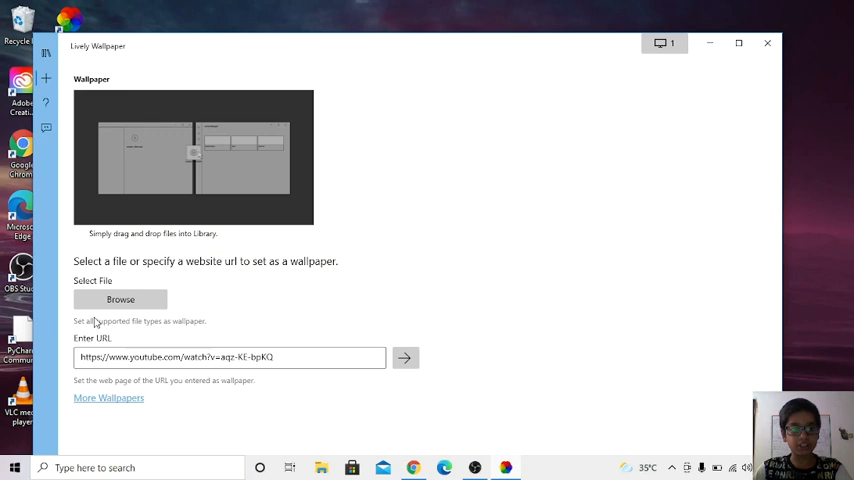 Recycle
Lively Wallpaper
1
Wallpaper
Adobe
Creati...
Simply drag and drop files into Library.
Google
Chrome
Select a file or specify a website url to set as a wallpaper.
Select File
Browse
Set all supported file types as wallpaper.
Enter URL
https://www.youtube.com/watch?v=aqz-KE-bpKQ
Set the web page of the URL you entered as wallpaper.
More Wallpapers
Micros...
Edge
OBS Stud
PyCharm
Commun...
VLC med
player
Type here to search
35°C